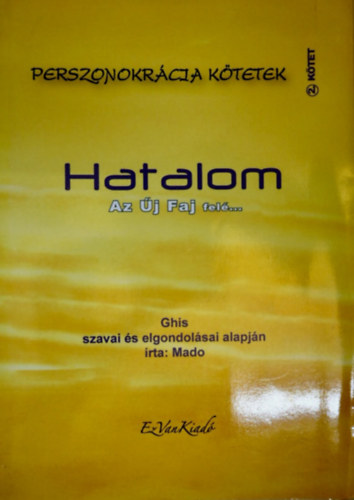 PERSZONOKRÁCIA KÖTETEK
2. KÖTET
Hatalom
Az Új Faj felé...
Ghis
szavai és elgondolásai alapján
írta: Mado
EzVanKiadó